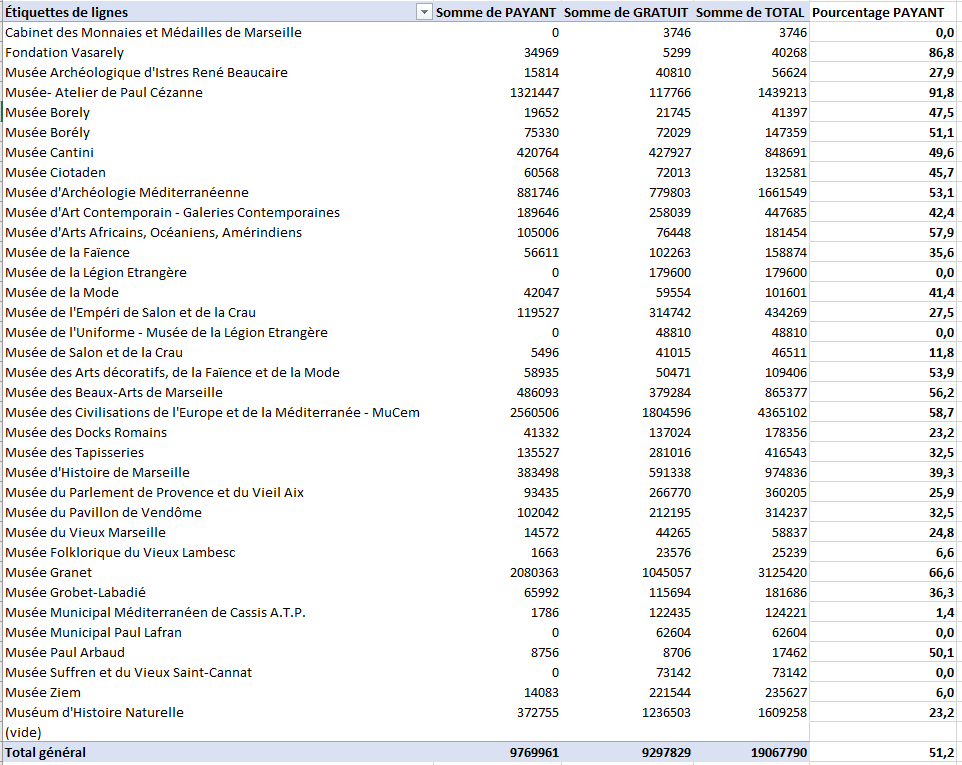 Étiquettes de lignes Somme de PAYANT Somme de GRATUIT Somme de TOTAL Pourcentage PAYANT
Cabinet des Monnaies et Médailles de Marseille 0 3746 3746 0,0
Fondation Vasarely 34969 5299 40268 86,8
Musée Archéologique d'Istres René Beaucaire 15814 40810 56624 27,9
Musée- Atelier de Paul Cézanne 1321447 117766 1439213 91,8
Musée Borely 19652 21745 41397 47,5
Musée Borély 75330 72029 147359 51,1
Musée Cantini 420764 427927 848691 49,6
Musée Ciotaden 60568 72013 132581 45,7
Musée d'Archéologie Méditerranéenne 881746 779803 1661549 53,1
Musée d'Art Contemporain - Galeries Contemporaines 189646 258039 447685 42,4
Musée d'Arts Africains, Océaniens, Amérindiens 105006 76448 181454 57,9
Musée de la Faïence 56611 102263 158874 35,6
Musée de la Légion Etrangère 0 179600 179600 0,0
Musée de la Mode 42047 59554 101601 41,4
Musée de l'Empéri de Salon et de la Crau 119527 314742 434269 27,5
Musée de l'Uniforme - Musée de la Légion Etrangère 0 48810 48810 0,0
Musée de Salon et de la Crau 5496 41015 46511 11,8
Musée des Arts décoratifs, de la Faïence et de la Mode 58935 50471 109406 53,9
Musée des Beaux-Arts de Marseille 486093 379284 865377 56,2
Musée des Civilisations de l'Europe et de la Méditerranée - MuCem 2560506 1804596 4365102 58,7
Musée des Docks Romains 41332 137024 178356 23,2
Musée des Tapisseries 135527 281016 416543 32,5
Musée d'Histoire de Marseille 383498 591338 974836 39,3
Musée du Parlement de Provence et du Vieil Aix 93435 266770 360205 25,9
Musée du Pavillon de Vendôme 102042 212195 314237 32,5
Musée du Vieux Marseille 14572 44265 58837 24,8
Musée Folklorique du Vieux Lambesc 1663 23576 25239 6,6
Musée Granet 2080363 1045057 3125420 66,6
Musée Grobet-Labadié 65992 115694 181686 36,3
Musée Municipal Méditerranéen de Cassis A.T.P. 1786 122435 124221 1,4
Musée Municipal Paul Lafran 0 62604 62604 0,0
Musée Paul Arbaud 8756 8706 17462 50,1
Musée Suffren et du Vieux Saint-Cannat 0 73142 73142 0,0
Musée Ziem 14083 221544 235627 6,0
Muséum d'Histoire Naturelle 372755 1236503 1609258 23,2
(vide)
Total général 9769961 9297829 19067790 51,2